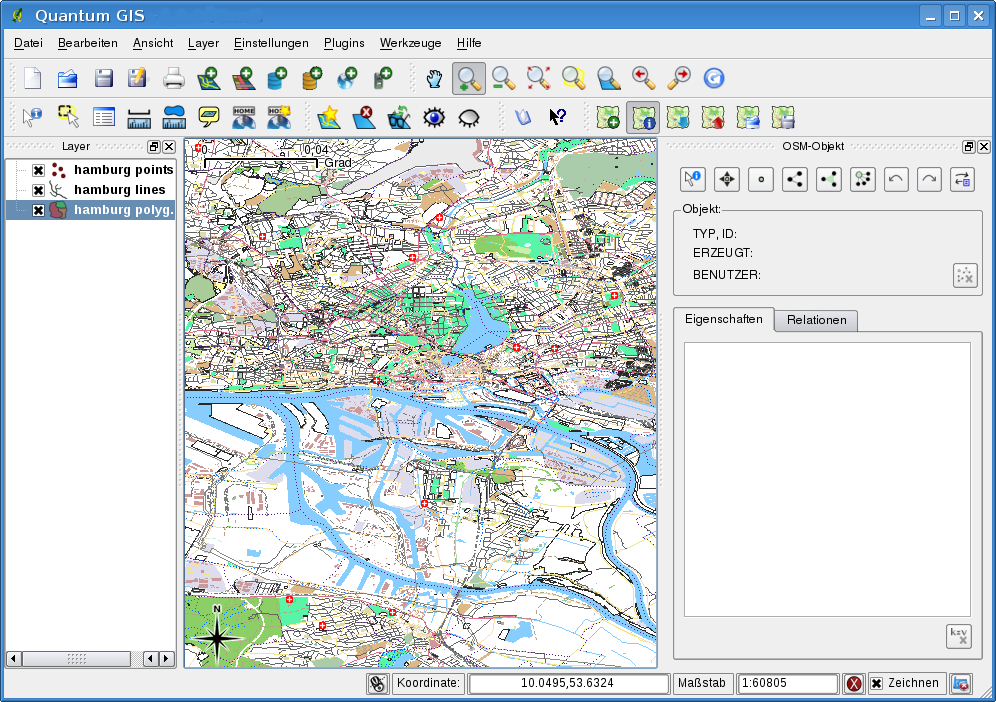 Quantum GIS
Datei Bearbeiten Ansicht Layer Einstellungen Plugins Werkzeuge Hilfe
HOME HOME
Layer
hamburg points
hamburg lines
hamburg polyg.
0 0,04
Grad
N
OSM-Objekt
Objekt:
TYP, ID:
ERZEUGT:
BENUTZER:
Eigenschaften Relationen
k=v
Koordinate: 10.0495,53.6324 Maßstab 1:60805 Zeichnen